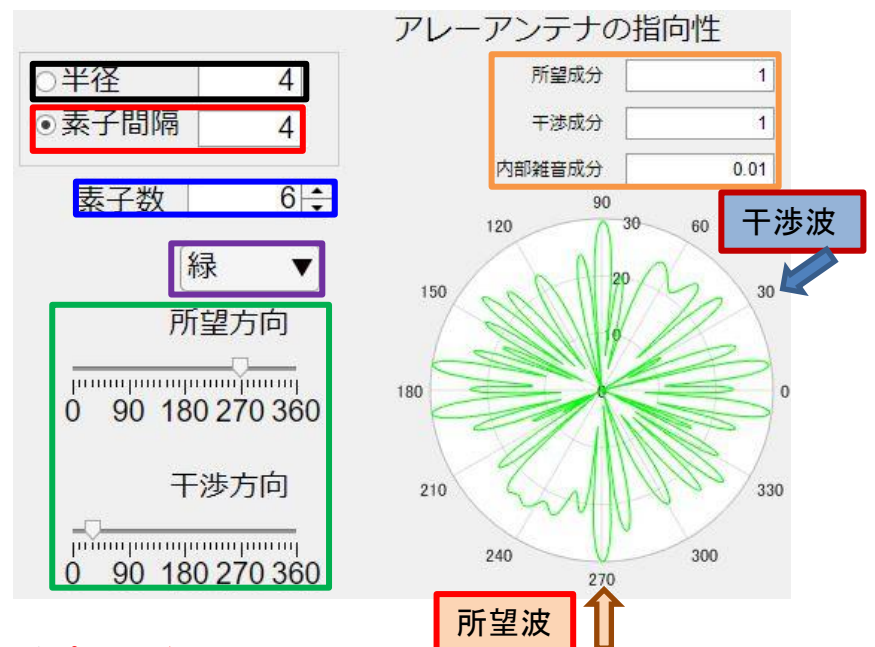 アレーアンテナの指向性
半径 4
素子間隔 4
素子数 6
緑 ▼
所望方向
0 90 180 270 360
干渉方向
0 90 180 270 360
所望成分 1
干渉成分 1
内部雑音成分 0.01
干渉波
90
120 30 60
150 20 30
10
180 0 0
210 330
240 300
270
所望波